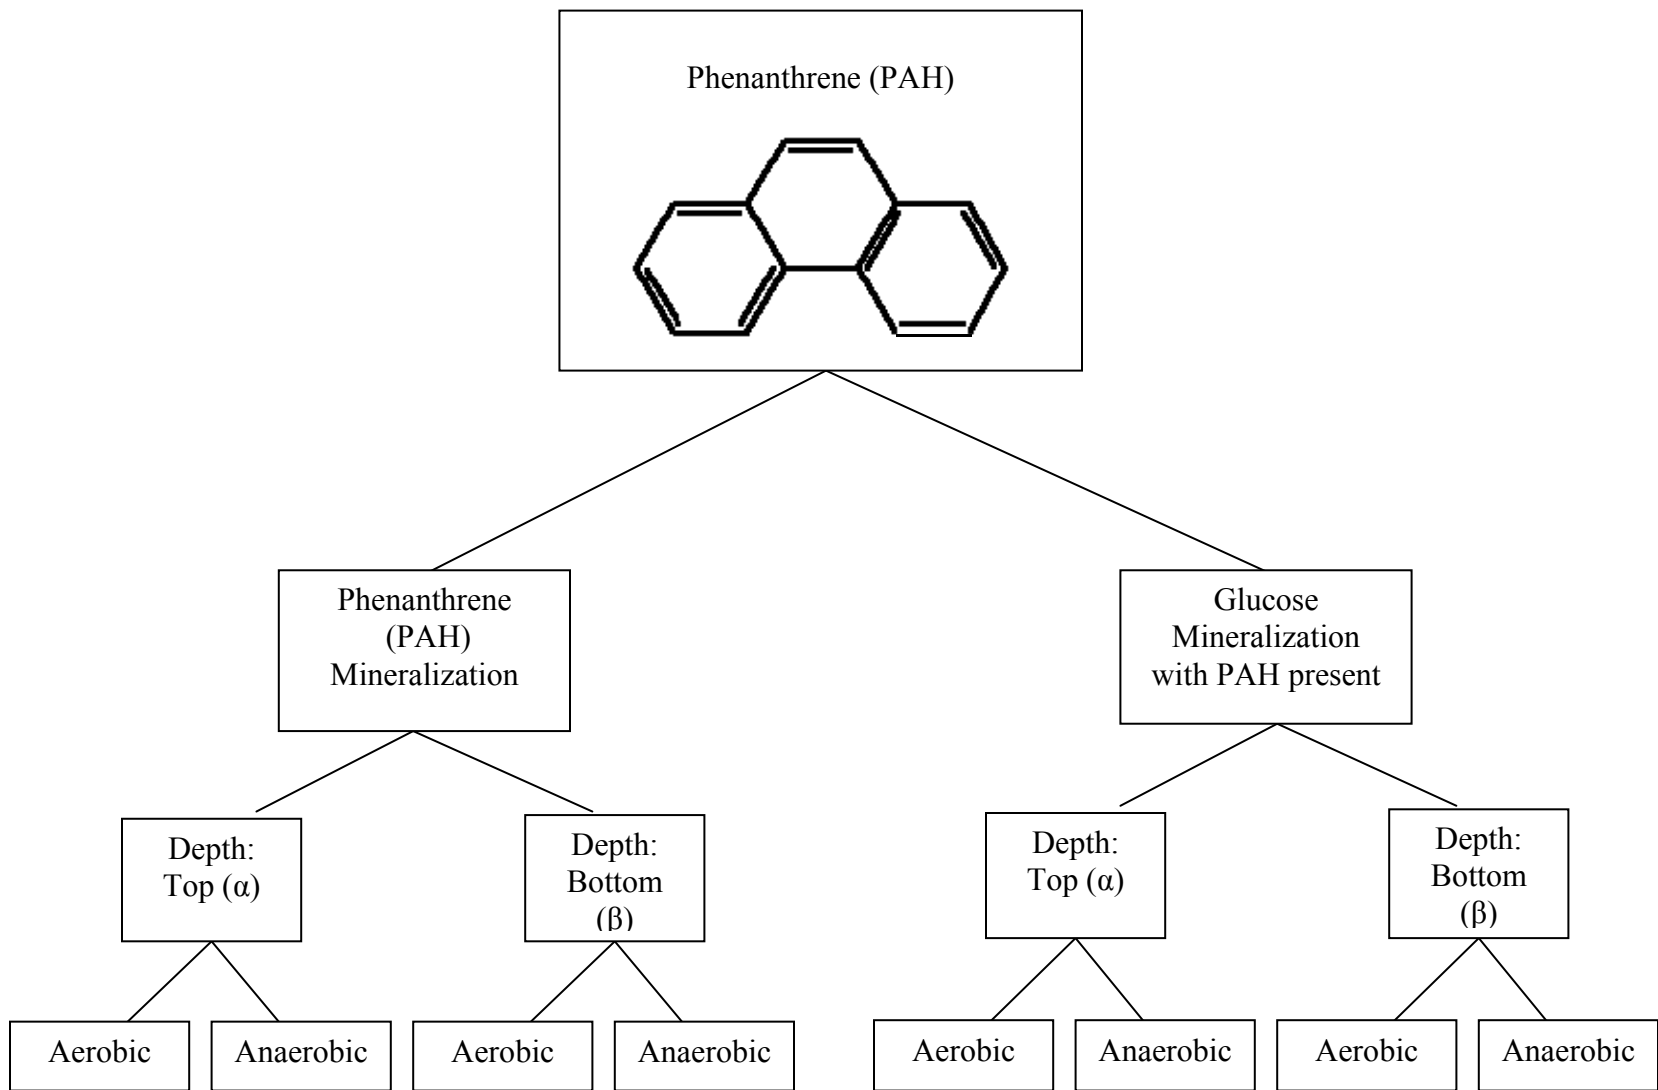 Phenanthrene (PAH)
Phenanthrene
(PAH)
Mineralization
Glucose
Mineralization
with PAH present
Depth:
Top (α)
Depth:
Bottom
(β)
Depth:
Top (α)
Depth:
Bottom
(β)
Aerobic
Anaerobic
Aerobic
Anaerobic
Aerobic
Anaerobic
Aerobic
Anaerobic